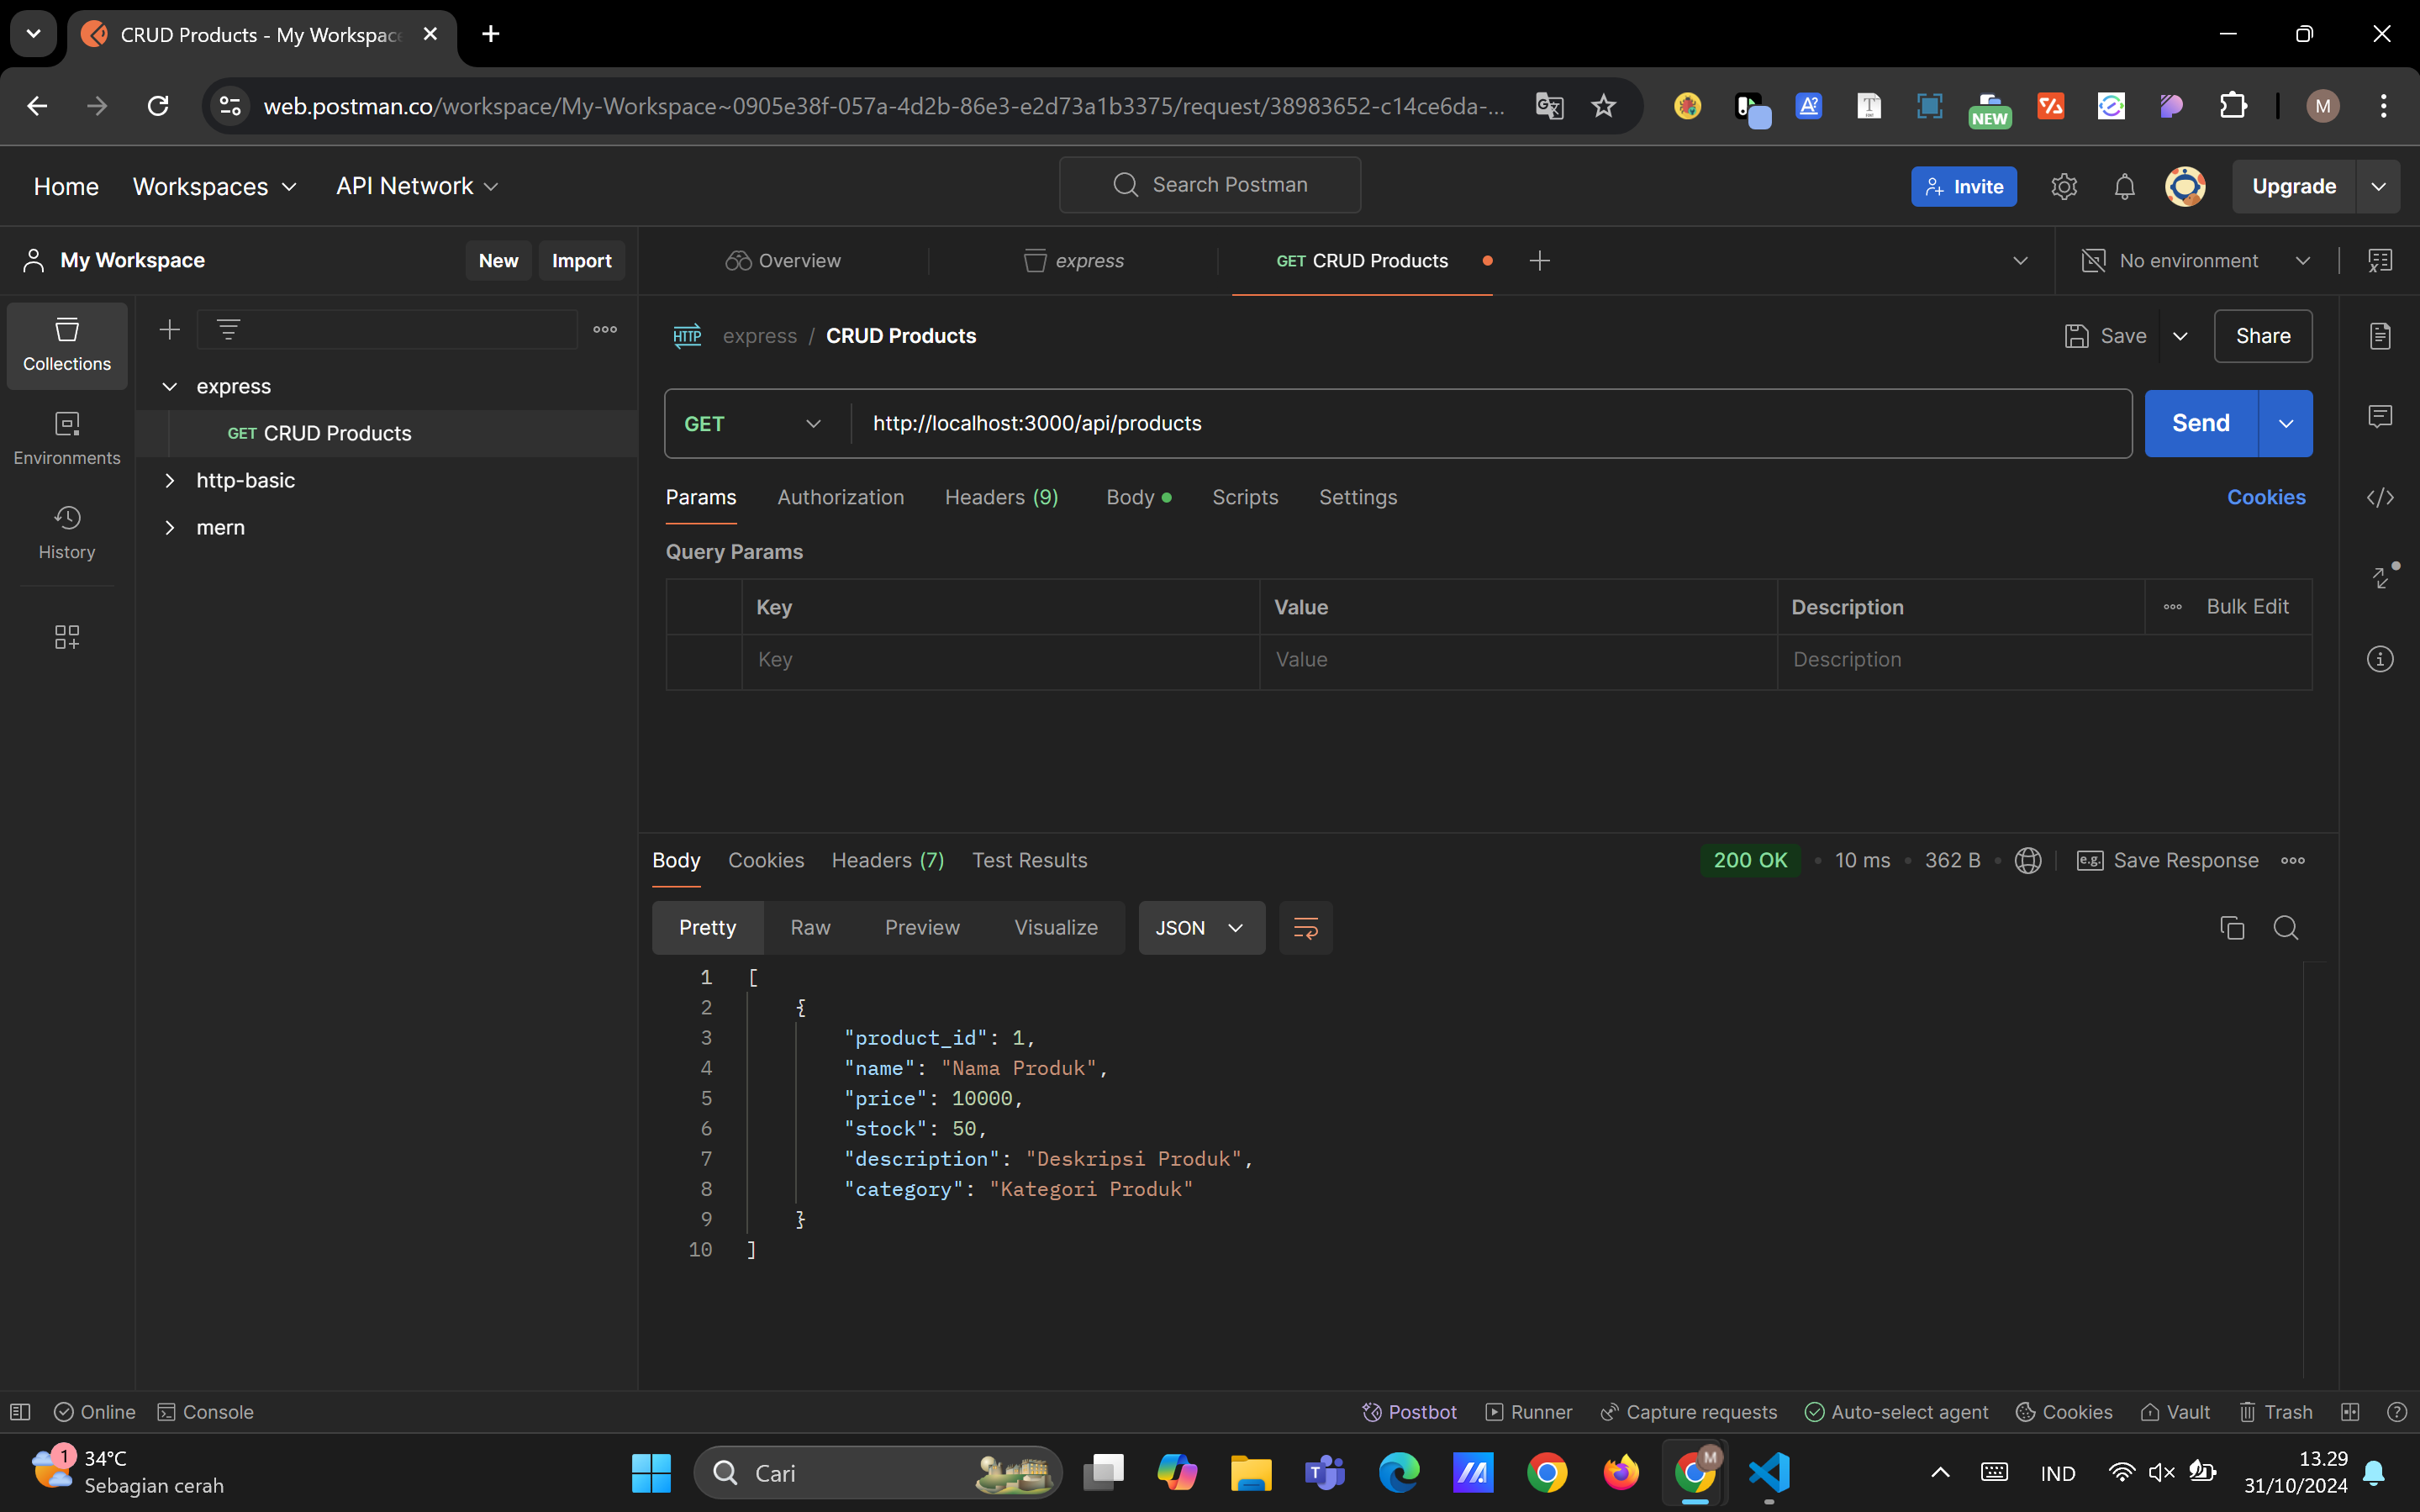 CRUD Products - My Workspac
web.postman.co/workspace/My-Workspace~0905e38f-057a-4d2b-86e3-e2d73a1b3375/request/38983652-c14ce6da-...
NEW
M
Home Workspaces API Network
Search Postman
Invite
Upgrade
My Workspace
New Import
Overview
express
GET CRUD Products
No environment
Collections
Environments
History
express
GET CRUD Products
http-basic
mern
HTTP express / CRUD Products
Save
Share
GET http://localhost:3000/api/products
Send
Params Authorization Headers (9) Body Scripts Settings
Cookies
Query Params
Key Value Description Bulk Edit
Key Value Description
Body Cookies Headers (7) Test Results
200 OK 10 ms 362 B e.g. Save Response
Pretty Raw Preview Visualize JSON
1 [
2 {
3 "product_id": 1,
4 "name": "Nama Produk",
5 "price": 10000,
6 "stock": 50,
7 "description": "Deskripsi Produk",
8 "category": "Kategori Produk"
9 }
10 ]
Online Console
Postbot Runner Capture requests Auto-select agent Cookies Vault Trash
1
34°C
Sebagian cerah
Cari
M
IND
13.29
31/10/2024